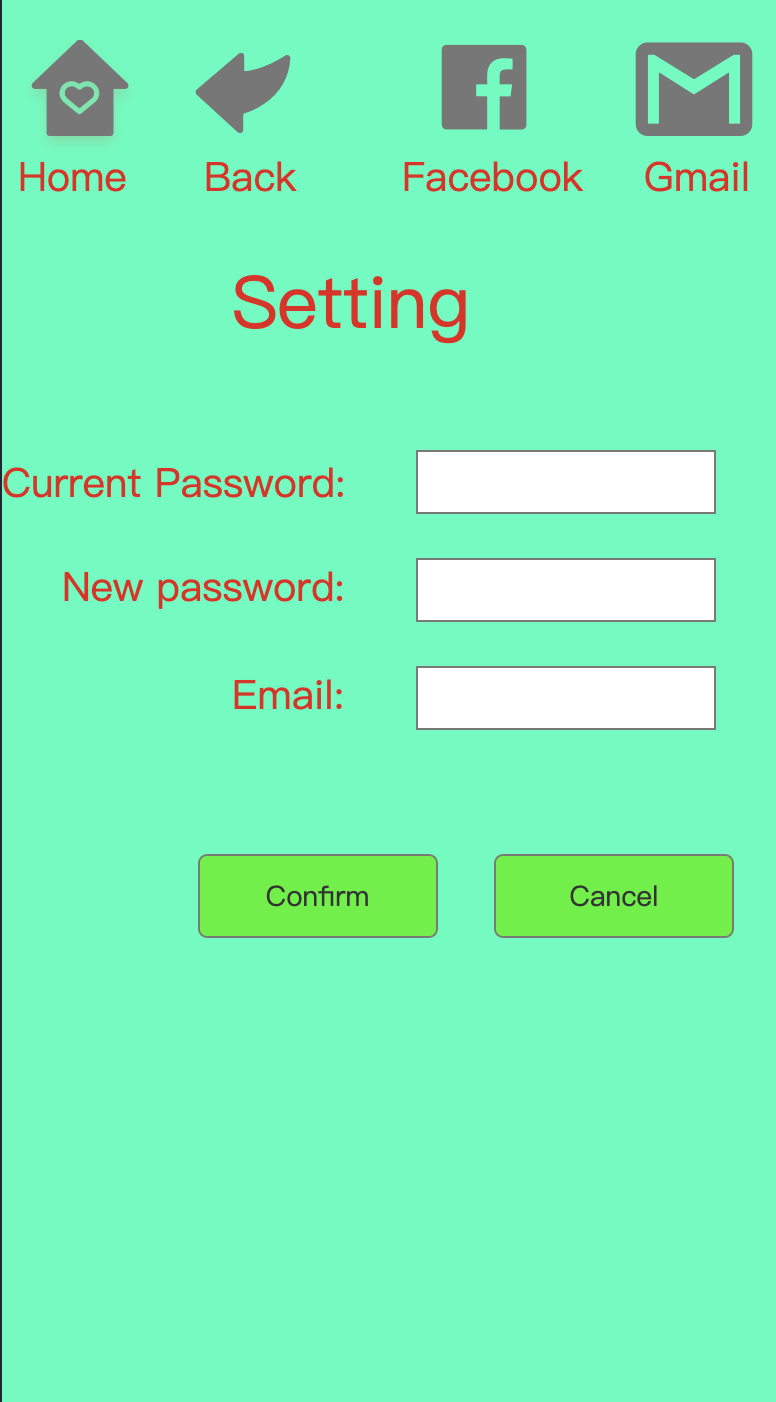 Home Back Facebook Gmail
Setting
Current Password:
New password:
Email:
Confirm Cancel